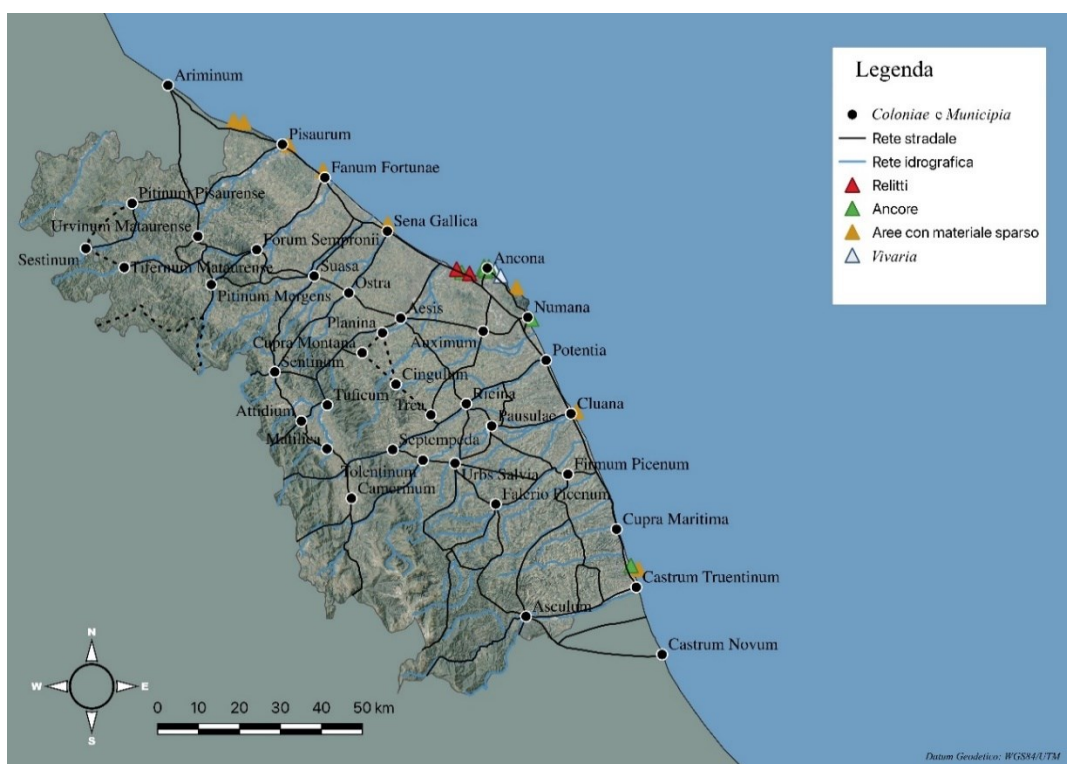 Ariminum
Legenda
Coloniae e Municipia
Rete stradale
Rete idrografica
Relitti
Ancore
Aree con materiale sparso
Vivaria
Pisaurum
Fanum Fortunae
Pitinum Pisaurense
Urvinum Mataurense
Sena Gallica
Forum Sempronii
Sestinum
Tifernum Mataurense
Ancona
Suasa
Pitinum Mergens
Ostra
Numana
Aesis
Planina
Auximum
Cupra Montana
Potentia
Sentinum
Cingulum
Tuficum
Ricina
Cluana
Attidium
Trea
Pausulae
Matilica
Septempeda
Tolentinum
Urbs Salvia
Firmum Picenum
Camerinum
Falerio Picenum
Cupra Maritima
Castrum Truentinum
Asculum
Castrum Novum
N
W E
S
0 10 20 30 40 50 km
Datum Geodetico: WGS84/UTM